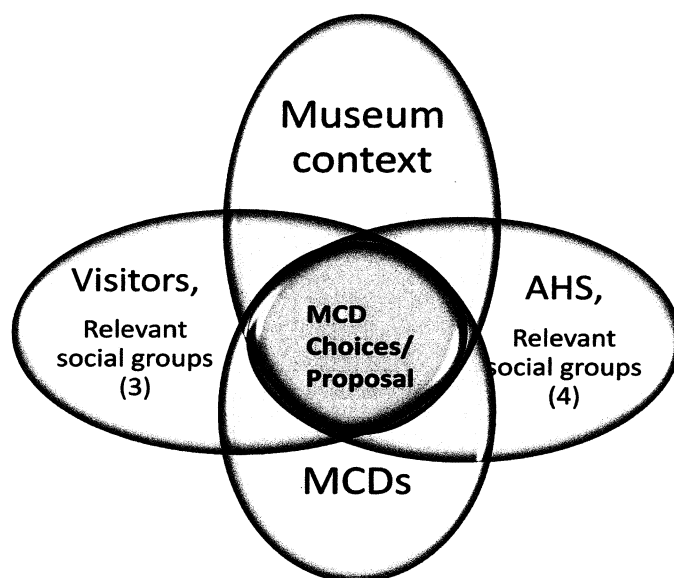 Museum
context
Visitors,
Relevant
social groups
(3)
MCD
Choices/
Proposal
AHS,
Relevant
social groups
(4)
MCDs